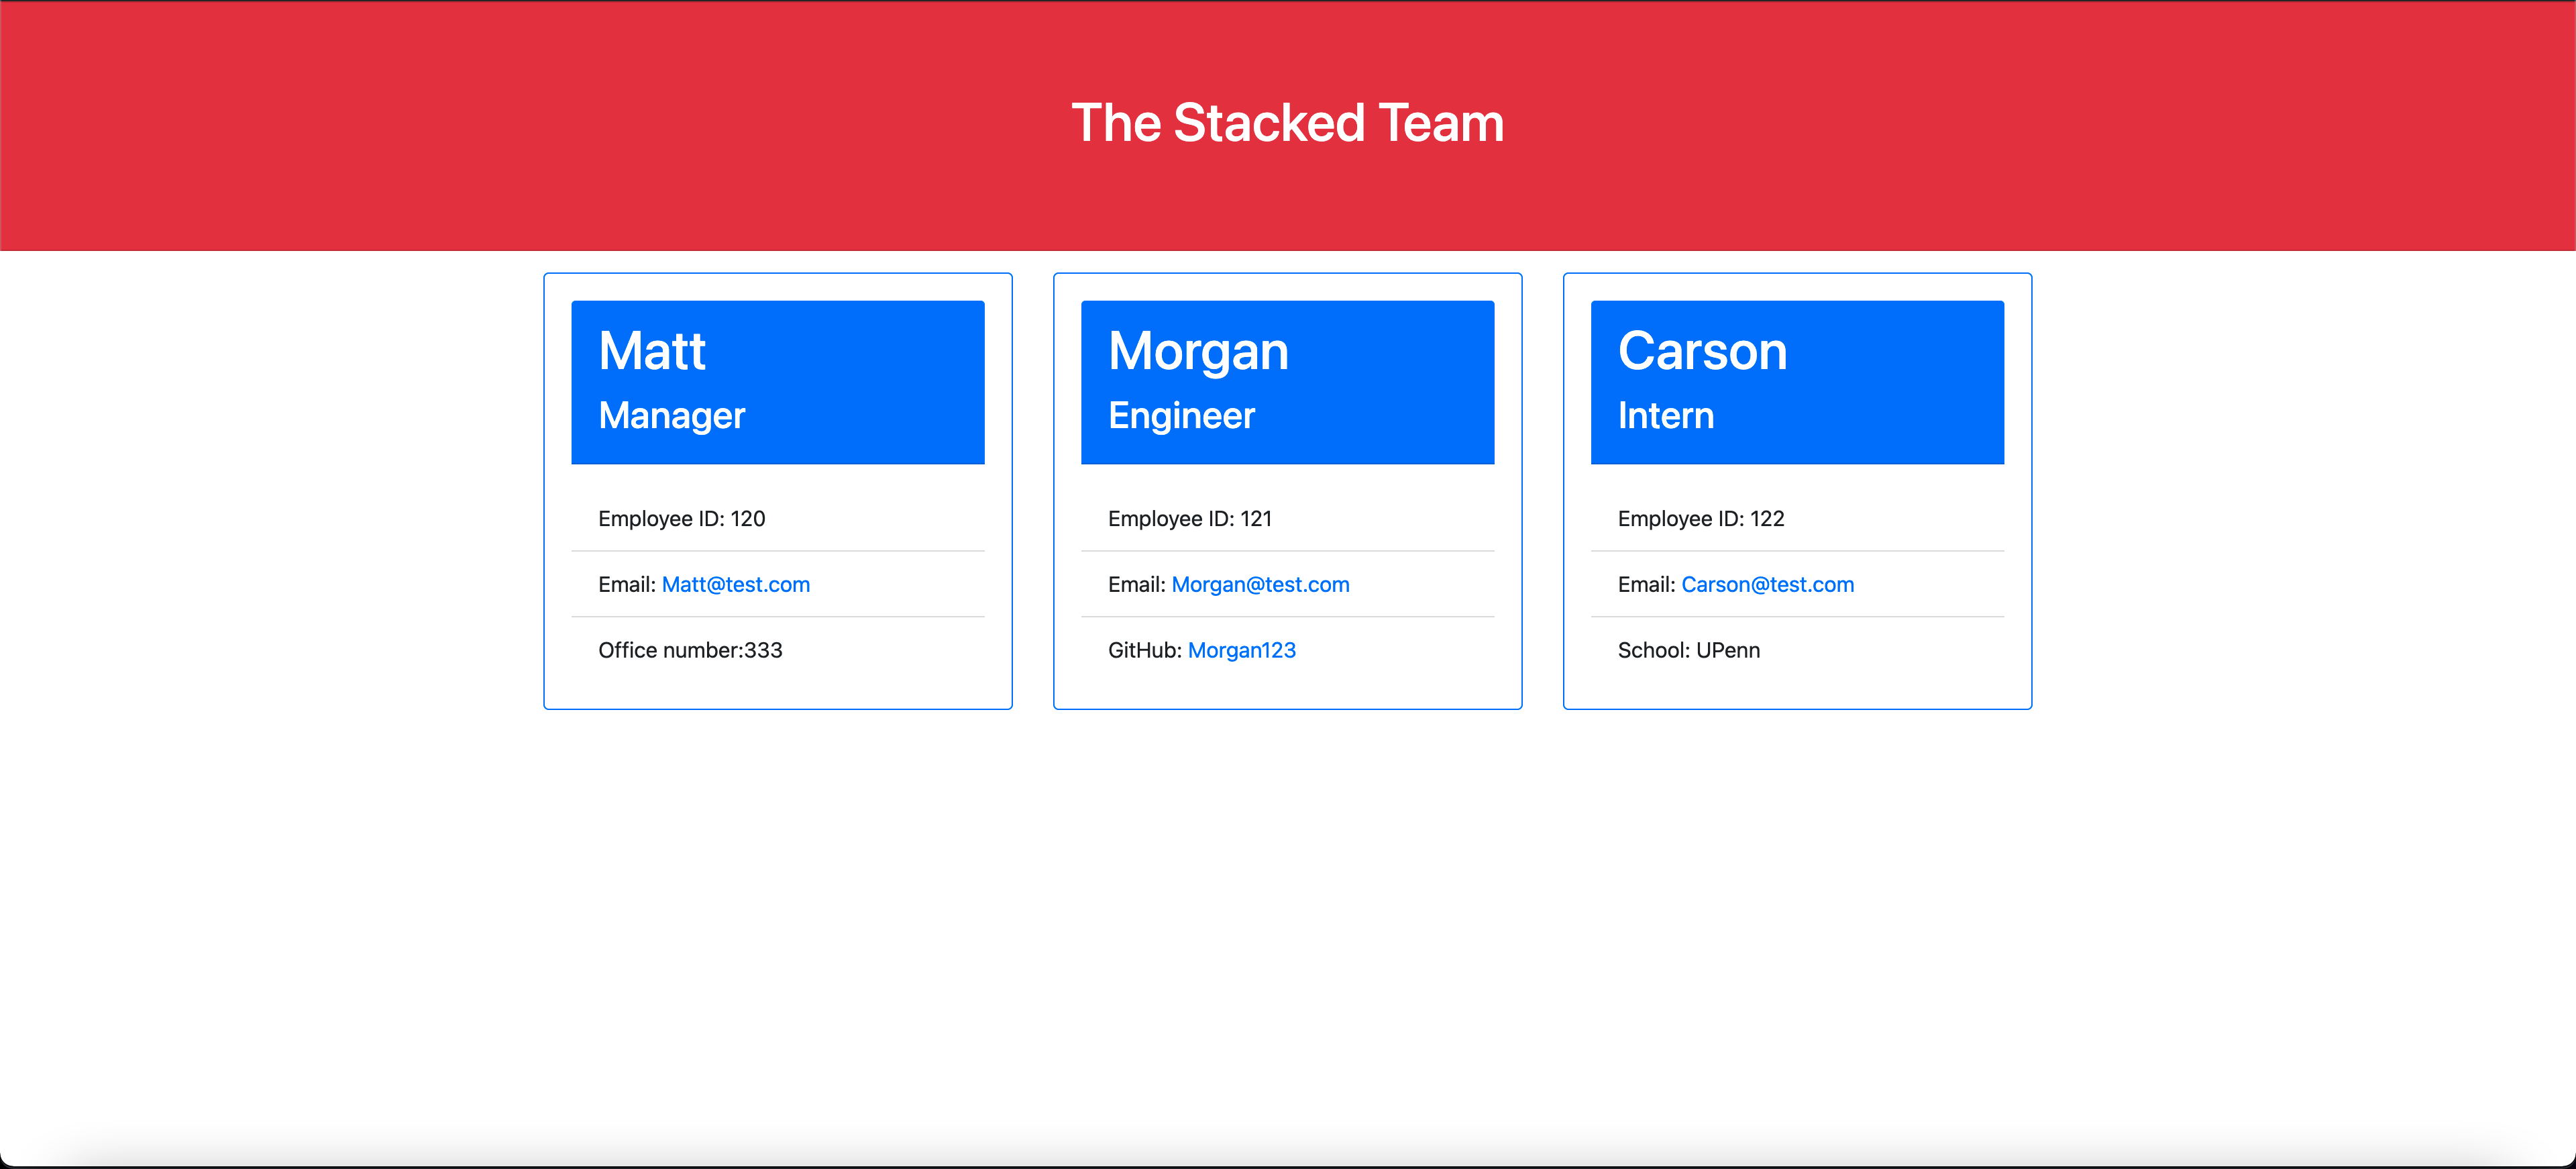 The Stacked Team
Matt
Manager
Employee ID: 120
Email: Matt@test.com
Office number:333
Morgan
Engineer
Employee ID: 121
Email: Morgan@test.com
GitHub: Morgan123
Carson
Intern
Employee ID: 122
Email: Carson@test.com
School: UPenn